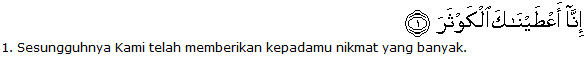 إِنَّآ أَعْطَيْنَـٰكَ ٱلْكَوْثَرَ ﴿١﴾
1. Sesungguhnya Kami telah memberikan kepadamu nikmat yang banyak.